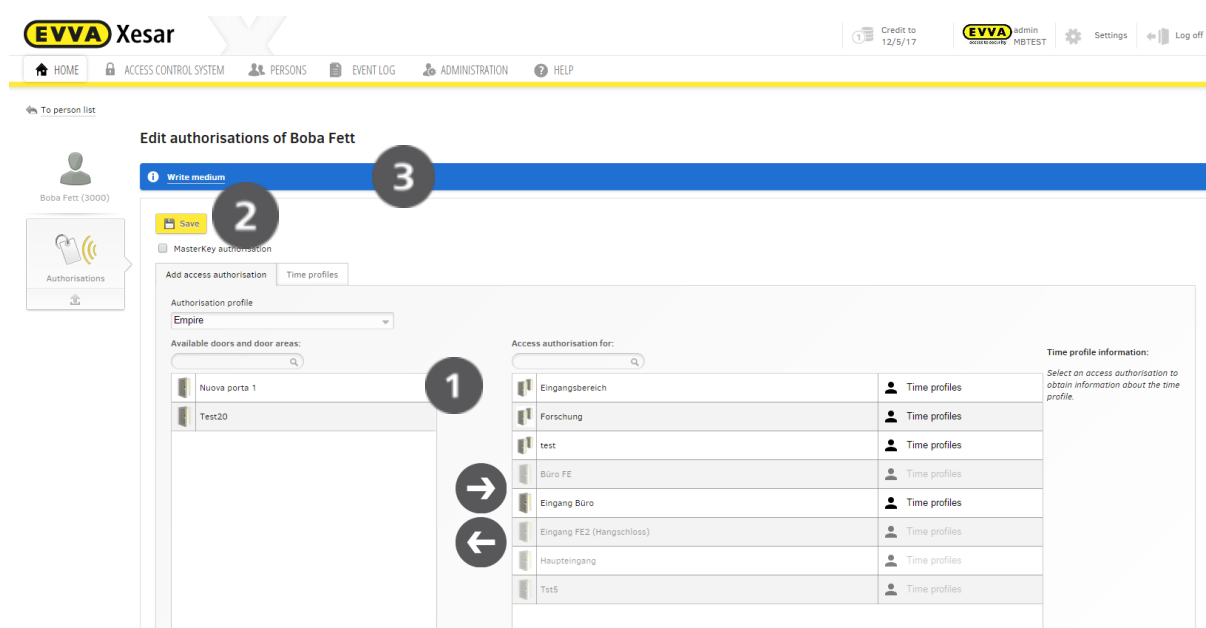 EVVA Xesar
Credit to
12/5/17
EVVA
access to security
admin
MBTEST
Settings
Log off
HOME
ACCESS CONTROL SYSTEM
PERSONS
EVENT LOG
ADMINISTRATION
HELP
To person list
Edit authorisations of Boba Fett
Write medium
3
Boba Fett (3000)
Save
2
MasterKey authorisation
Authorisations
Add access authorisation
Time profiles
Authorisation profile
Empire
Available doors and door areas:
Access authorisation for:
Time profile information:
Select an access authorisation to
obtain information about the time
profile.
1
Nuova porta 1
Test20
Eingangsbereich Time profiles
Forschung Time profiles
test Time profiles
Büro FE Time profiles
Eingang Büro Time profiles
Eingang FE2 (Hangschloss) Time profiles
Haupteingang Time profiles
Tst5 Time profiles